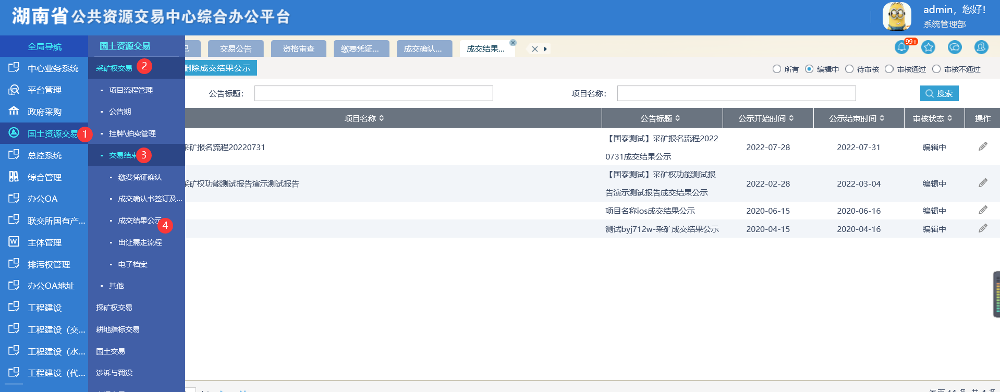 湖南省公共资源交易中心综合办公平台
admin，您好！
系统管理部
全局导航
国土资源交易
交易公告
资格审查
缴费凭证...
成交确认...
成交结果...
99+
中心业务系统
平台管理
政府采购
国土资源交易
1
总控系统
综合管理
办公OA
联交所国有产...
主体管理
排污权管理
办公OA地址
工程建设
工程建设（交...
工程建设（水...
工程建设（代...
采矿权交易
2
项目流程管理
公告期
挂牌\拍卖管理
交易结束
3
缴费凭证确认
成交确认书签订及...
成交结果公示
4
出让需走流程
电子档案
其他
探矿权交易
耕地指标交易
国土交易
涉诉与罚没
删除成交结果公示
所有
编辑中
待审核
审核通过
审核不通过
公告标题：
项目名称：
搜索
项目名称
公告标题
公示开始时间
公示结束时间
审核状态
操作
采矿报名流程20220731
【国泰测试】采矿报名流程2022
0731成交结果公示
2022-07-28
2022-07-31
编辑中
采矿权功能测试报告演示测试报告
【国泰测试】采矿权功能测试报
告演示测试报告成交结果公示
2022-02-28
2022-03-04
编辑中
项目名称ios成交结果公示
2020-06-15
2020-06-16
编辑中
测试byj712w-采矿成交结果公示
2020-04-15
2020-04-16
编辑中
每页 14 条, 共 4 条